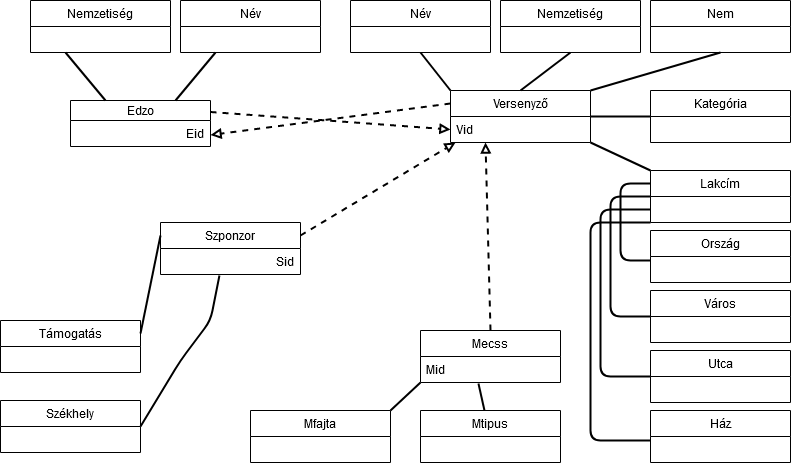 Nemzetiség
Név
Név
Nemzetiség
Nem
Edzo
Eid
Versenyző
Vid
Kategória
Lakcím
Szponzor
Sid
Ország
Város
Támogatás
Mecss
Mid
Utca
Székhely
Mfajta
Mtipus
Ház